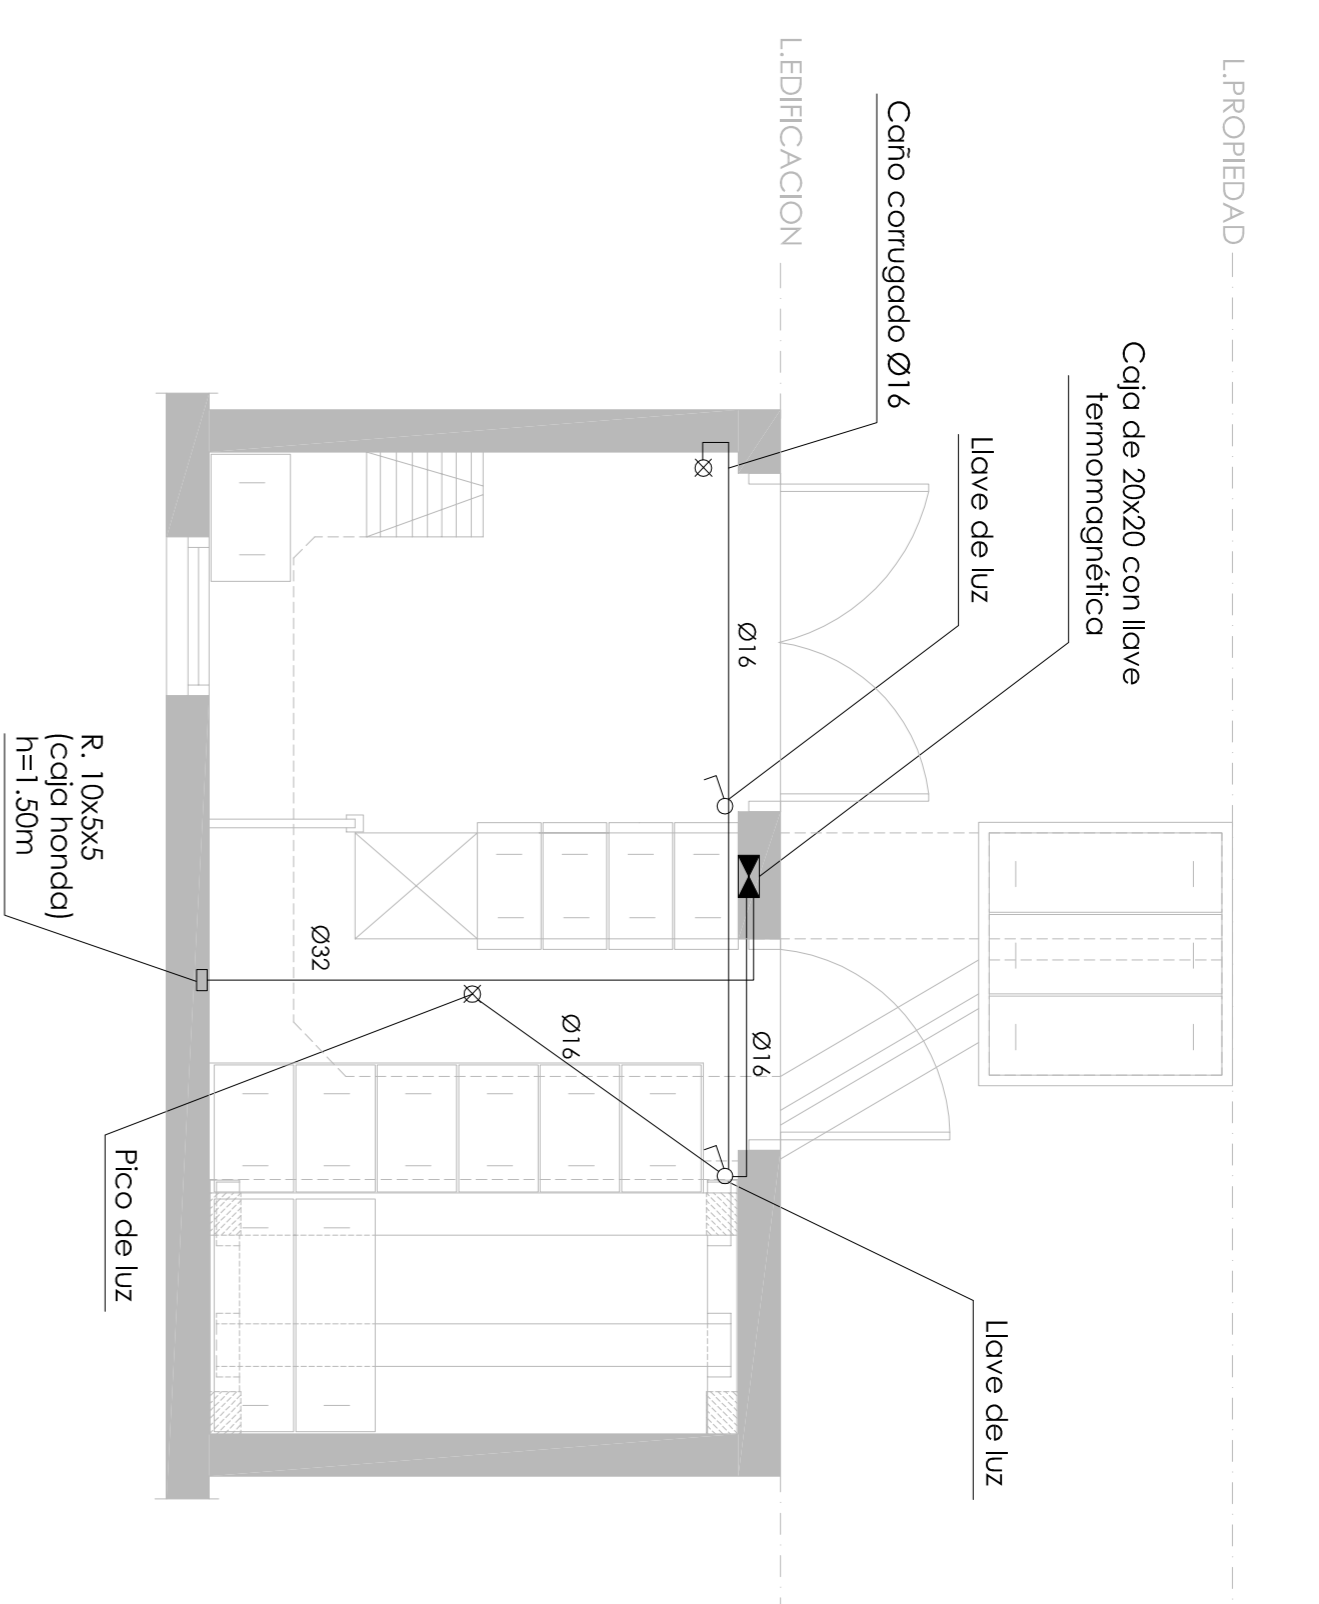 L.PROPIEDAD
L.EDIFICACION
Caño corrugado Ø16
Caja de 20x20 con llave
termomagnética
Llave de luz
Ø16
Ø16
Ø16
Ø32
Llave de luz
R. 10x5x5
(caja honda)
h=1.50m
Pico de luz